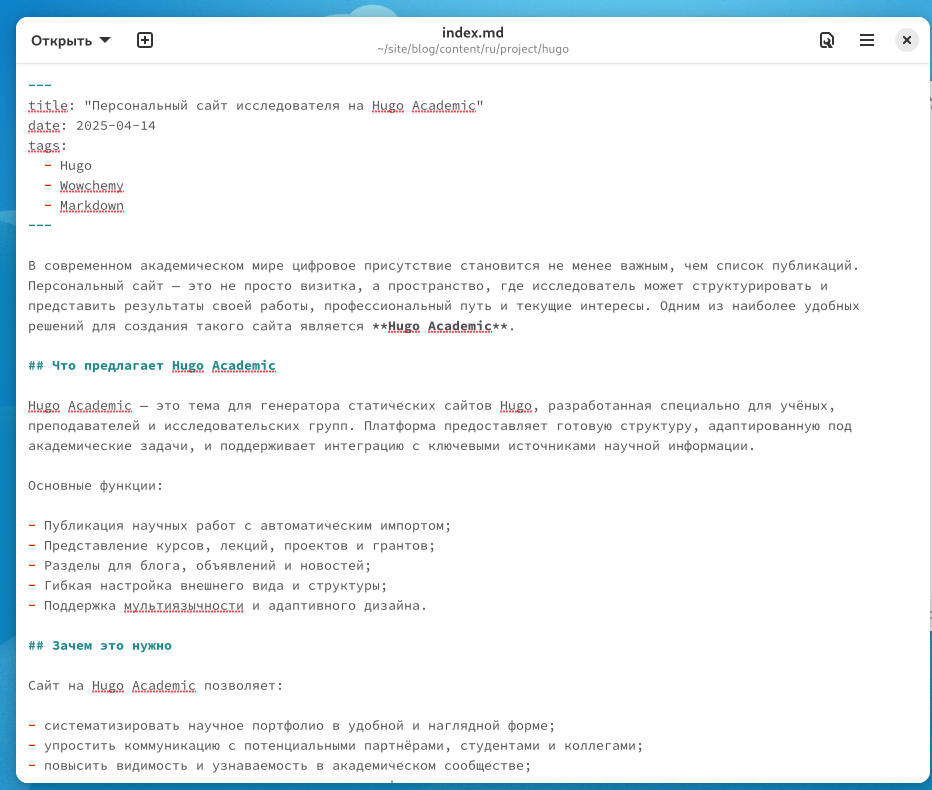 Открыть
index.md
~/site/blog/content/ru/project/hugo
---
title: "Персональный сайт исследователя на Hugo Academic"
date: 2025-04-14
tags:
  - Hugo
  - Wowchemy
  - Markdown
---
В современном академическом мире цифровое присутствие становится не менее важным, чем список публикаций.
Персональный сайт — это не просто визитка, а пространство, где исследователь может структурировать и
представить результаты своей работы, профессиональный путь и текущие интересы. Одним из наиболее удобных
решений для создания такого сайта является **Hugo Academic**.
## Что предлагает Hugo Academic
Hugo Academic — это тема для генератора статических сайтов Hugo, разработанная специально для учёных,
преподавателей и исследовательских групп. Платформа предоставляет готовую структуру, адаптированную под
академические задачи, и поддерживает интеграцию с ключевыми источниками научной информации.
Основные функции:
- Публикация научных работ с автоматическим импортом;
- Представление курсов, лекций, проектов и грантов;
- Разделы для блога, объявлений и новостей;
- Гибкая настройка внешнего вида и структуры;
- Поддержка мультиязычности и адаптивного дизайна.
## Зачем это нужно
Сайт на Hugo Academic позволяет:
- систематизировать научное портфолио в удобной и наглядной форме;
- упростить коммуникацию с потенциальными партнёрами, студентами и коллегами;
- повысить видимость и узнаваемость в академическом сообществе;